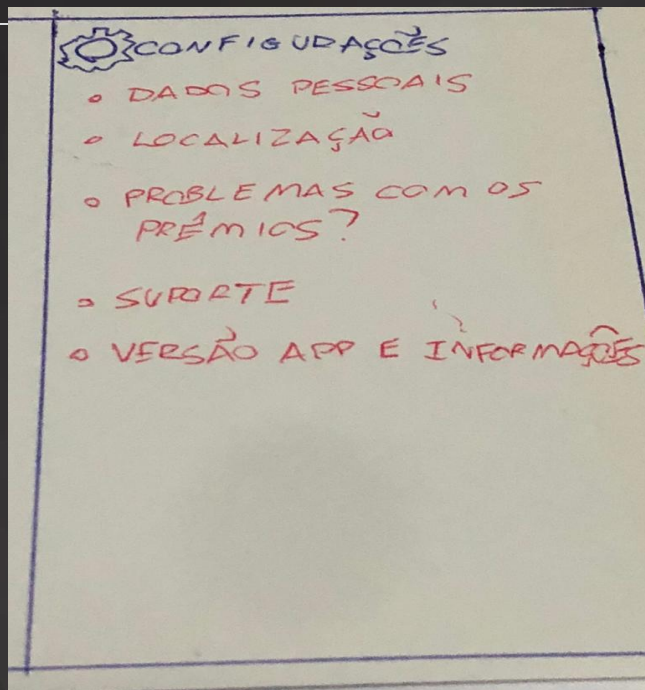 CONFIGURAÇÕES
DADOS PESSOAIS
LOCALIZAÇÃO
PROBLEMAS COM OS
PRÊMIOS?
SUPORTE
VERSÃO APP E INFORMAÇÕES